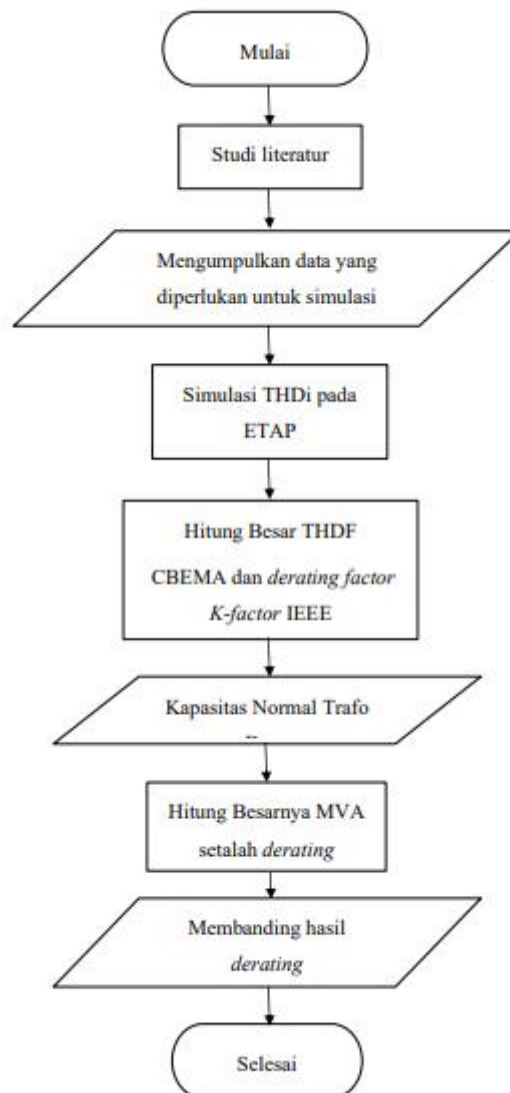 Mulai
Studi literatur
Mengumpulkan data yang
diperlukan untuk simulasi
Simulasi THDi pada
ETAP
Hitung Besar THDF
CBEMA dan derating factor
K-factor IEEE
Kapasitas Normal Trafo
--
Hitung Besarnya MVA
setalah derating
Membanding hasil
derating
Selesai